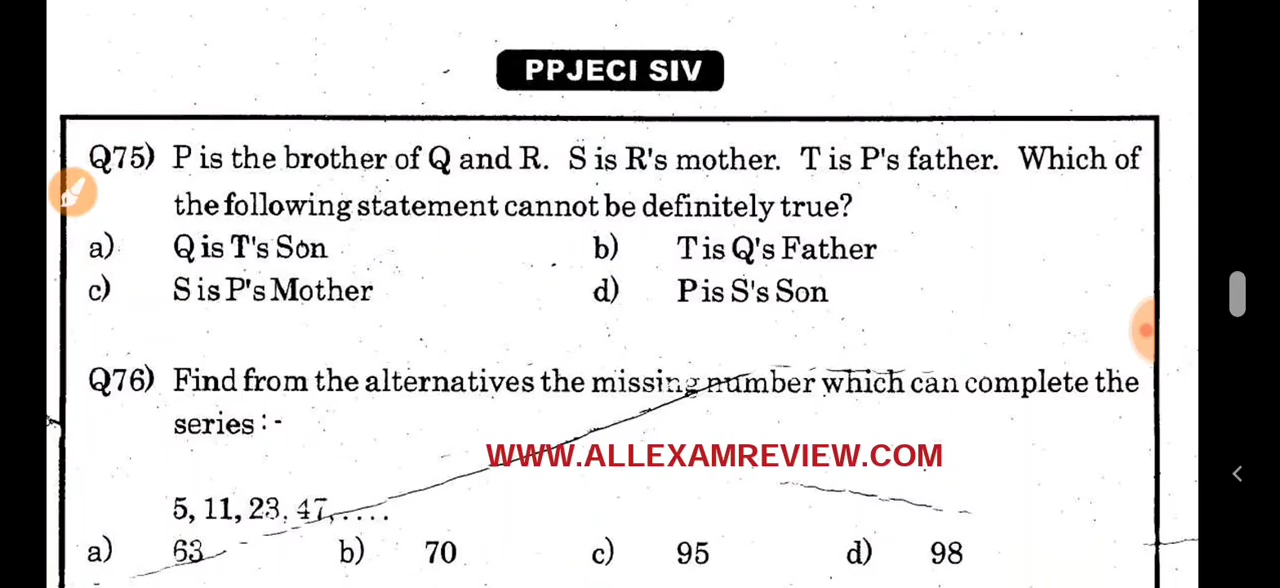 PPJECI SIV
Q75) P is the brother of Q and R. S is R's mother. T is P's father. Which of
the following statement cannot be definitely true?
a) Q is T's Son b) T is Q's Father
c) S is P's Mother d) P is S's Son
Q76) Find from the alternatives the missing number which can complete the
series :-
WWW.ALLEXAMREVIEW.COM
5, 11, 23, 47, ....
a) 63 b) 70 c) 95 d) 98